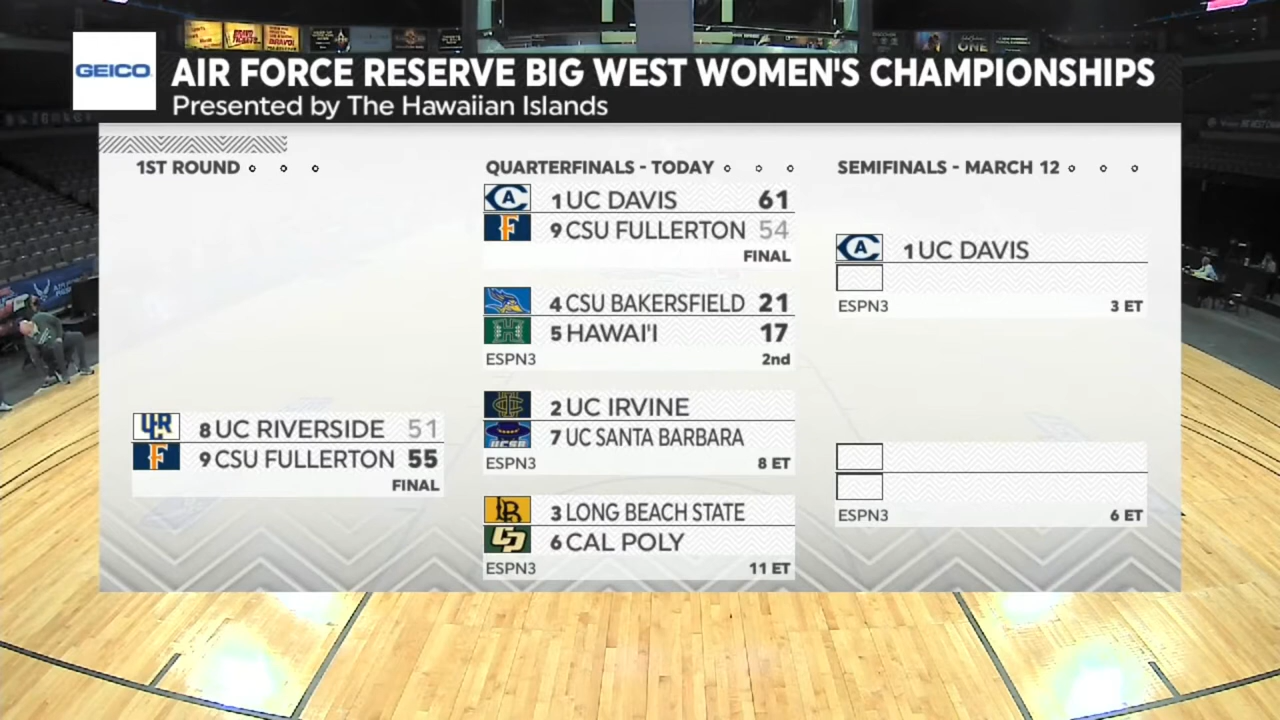 GEICO
AIR FORCE RESERVE BIG WEST WOMEN'S CHAMPIONSHIPS
Presented by The Hawaiian Islands
1ST ROUND
8 UC RIVERSIDE 51
9 CSU FULLERTON 55
FINAL
QUARTERFINALS - TODAY
1 UC DAVIS 61
9 CSU FULLERTON 54
FINAL
4 CSU BAKERSFIELD 21
5 HAWAI'I 17
ESPN3 2nd
2 UC IRVINE
7 UC SANTA BARBARA
UCSB
ESPN3 8 ET
3 LONG BEACH STATE
6 CAL POLY
ESPN3 11 ET
SEMIFINALS - MARCH 12
1 UC DAVIS
ESPN3 3 ET
ESPN3 6 ET